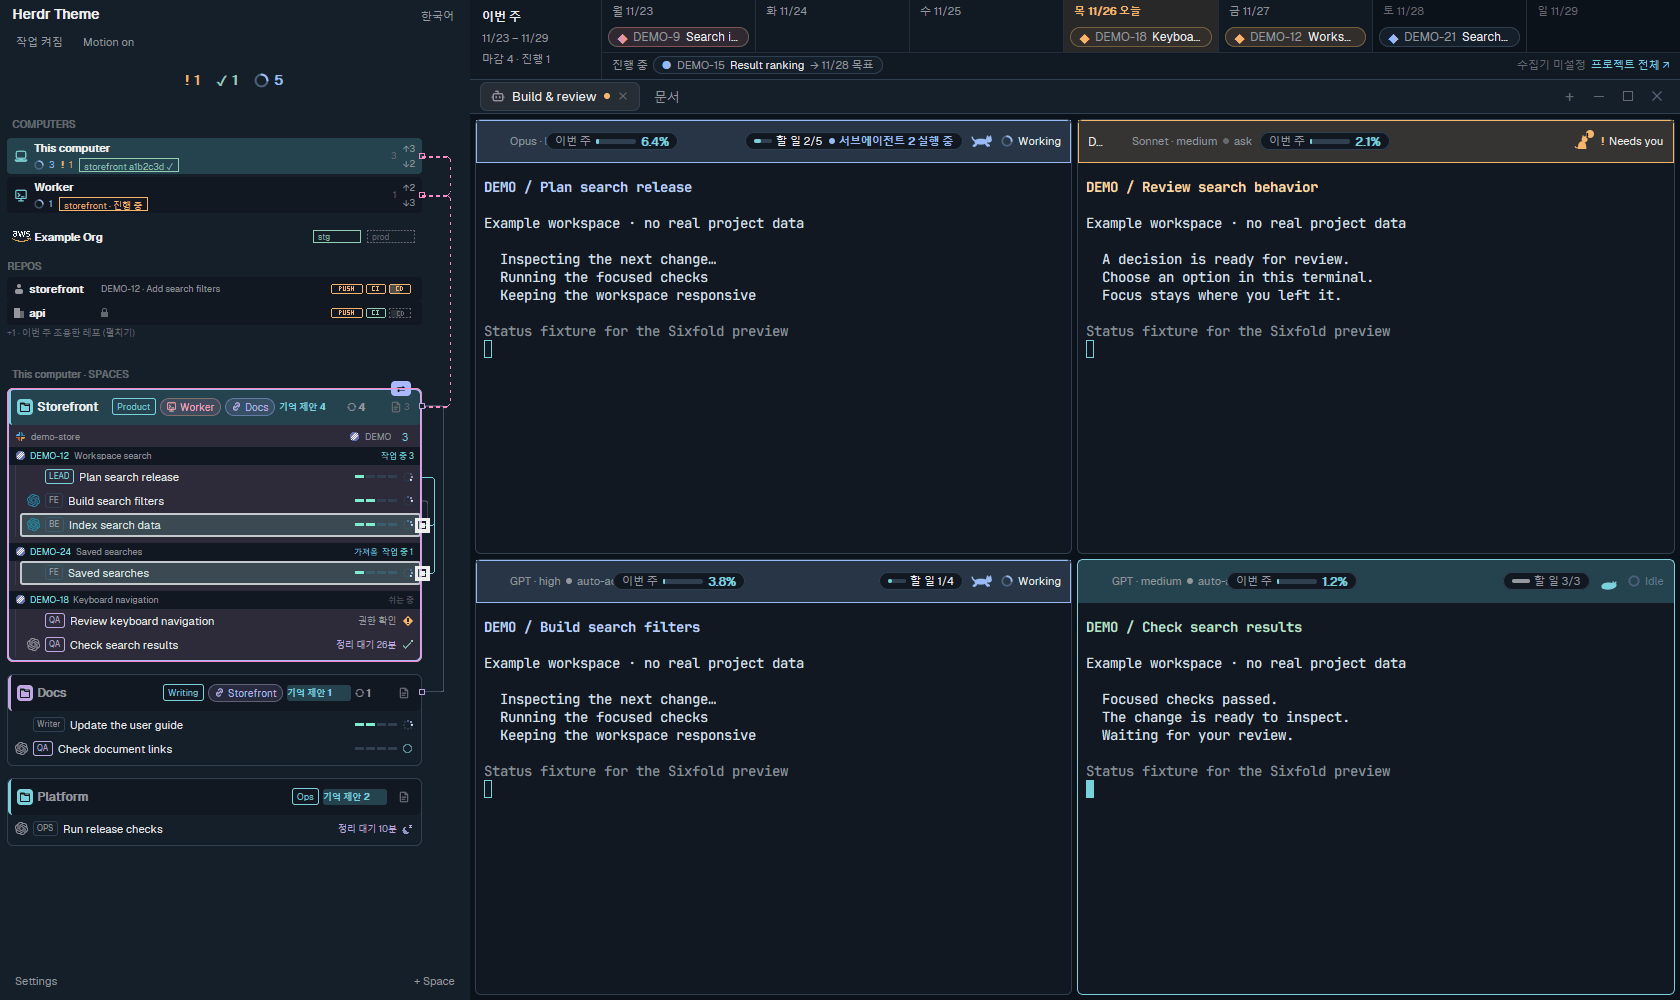 Herdr Theme
한국어
작업 켜짐 Motion on
! 1 ✓ 1 5
COMPUTERS
This computer
3 ! 1 storefront a1b2c3d ✓
3 ↑3 ↓2
Worker
1 storefront · 진행 중
1 ↑2 ↓3
aws Example Org stg prod
REPOS
storefront DEMO-12 · Add search filters PUSH CI CD
api PUSH CI CD
+1 · 이번 주 조용한 레포 (펼치기)
This computer · SPACES
Storefront Product Worker Docs 기억 제안 4 4 3
demo-store DEMO 3
DEMO-12 Workspace search 작업 중 3
LEAD Plan search release
FE Build search filters
BE Index search data
DEMO-24 Saved searches 가져옴 작업 중 1
FE Saved searches
DEMO-18 Keyboard navigation 쉬는 중
QA Review keyboard navigation 권한 확인
QA Check search results 정리 대기 26분
Docs Writing Storefront 기억 제안 1 1
Writer Update the user guide
QA Check document links
Platform Ops 기억 제안 2
OPS Run release checks 정리 대기 10분
Settings + Space
이번 주
11/23 – 11/29
마감 4 · 진행 1
월 11/23 화 11/24 수 11/25 목 11/26 오늘 금 11/27 토 11/28 일 11/29
DEMO-9 Search i... DEMO-18 Keyboa... DEMO-12 Works... DEMO-21 Search...
진행 중 DEMO-15 Result ranking → 11/28 목표
수집기 미설정 프로젝트 전체 ↗
Build & review × 문서
Opus · 이번 주 6.4% 할 일 2/5 서브에이전트 2 실행 중 Working
DEMO / Plan search release
Example workspace · no real project data
Inspecting the next change…
Running the focused checks
Keeping the workspace responsive
Status fixture for the Sixfold preview
D... Sonnet · medium ask 이번 주 2.1% ! Needs you
DEMO / Review search behavior
Example workspace · no real project data
A decision is ready for review.
Choose an option in this terminal.
Focus stays where you left it.
Status fixture for the Sixfold preview
GPT · high auto-ac 이번 주 3.8% 할 일 1/4 Working
DEMO / Build search filters
Example workspace · no real project data
Inspecting the next change…
Running the focused checks
Keeping the workspace responsive
Status fixture for the Sixfold preview
GPT · medium auto- 이번 주 1.2% 할 일 3/3 Idle
DEMO / Check search results
Example workspace · no real project data
Focused checks passed.
The change is ready to inspect.
Waiting for your review.
Status fixture for the Sixfold preview